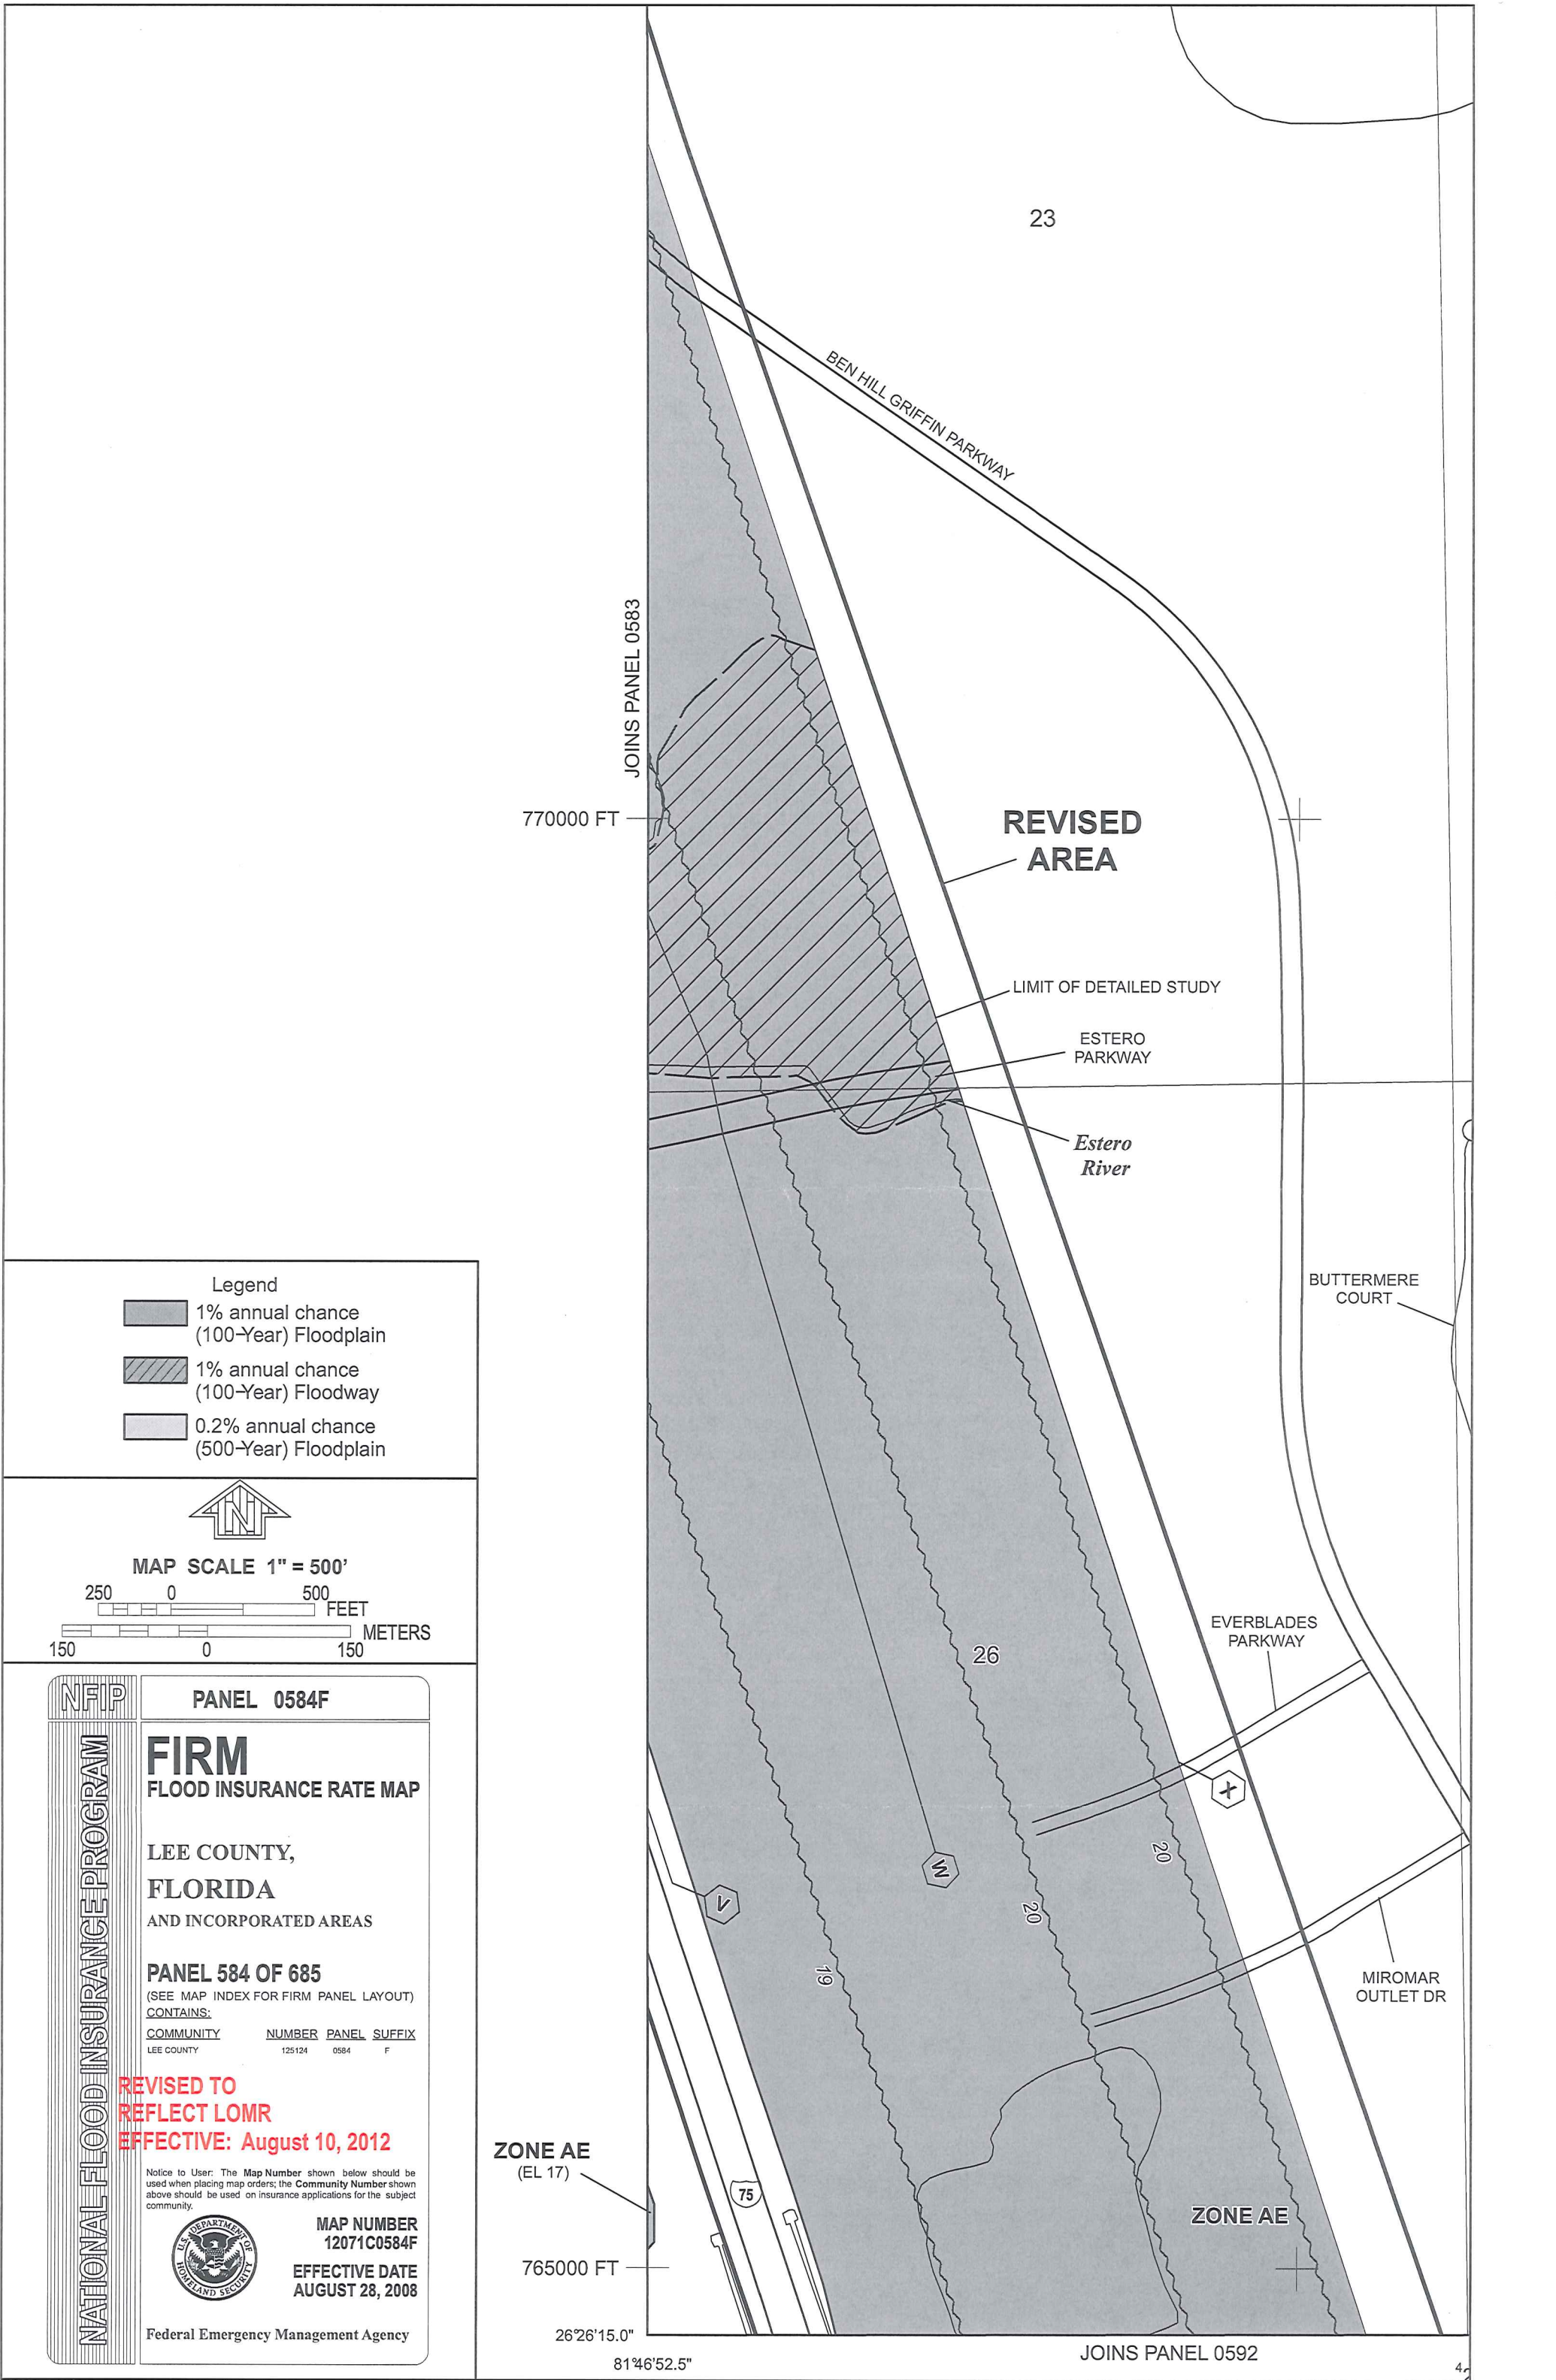 23
BEN HILL GRIFFIN PARKWAY
JOINS PANEL 0583
770000 FT
REVISED
AREA
LIMIT OF DETAILED STUDY
ESTERO
PARKWAY
Estero
River
BUTTERMERE
COURT
Legend
1% annual chance
(100-Year) Floodplain
1% annual chance
(100-Year) Floodway
0.2% annual chance
(500-Year) Floodplain
N
MAP SCALE 1" = 500'
250 0 500
FEET
METERS
150 0 150
EVERBLADES
PARKWAY
26
X
20
W
V
20
19
MIROMAR
OUTLET DR
NFIP
PANEL 0584F
NATIONAL FLOOD INSURANCE PROGRAM
FIRM
FLOOD INSURANCE RATE MAP
LEE COUNTY,
FLORIDA
AND INCORPORATED AREAS
PANEL 584 OF 685
(SEE MAP INDEX FOR FIRM PANEL LAYOUT)
CONTAINS:
COMMUNITY NUMBER PANEL SUFFIX
LEE COUNTY 125124 0584 F
REVISED TO
REFLECT LOMR
EFFECTIVE: August 10, 2012
Notice to User: The Map Number shown below should be
used when placing map orders; the Community Number shown
above should be used on insurance applications for the subject
community.
U.S. DEPARTMENT OF HOMELAND SECURITY
MAP NUMBER
12071C0584F
EFFECTIVE DATE
AUGUST 28, 2008
Federal Emergency Management Agency
ZONE AE
(EL 17)
75
ZONE AE
765000 FT
26°26'15.0"
81°46'52.5"
JOINS PANEL 0592